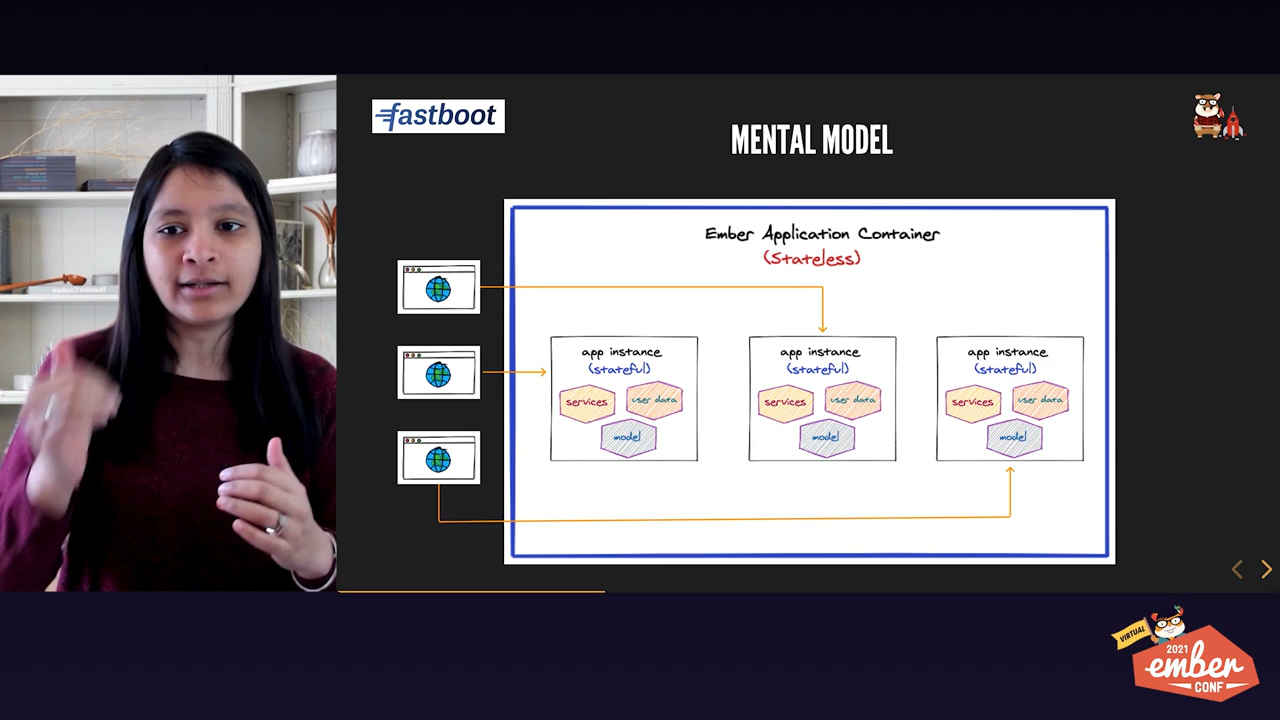 fastboot
MENTAL MODEL
Ember Application Container
(Stateless)
app instance
(stateful)
services
user data
model
app instance
(stateful)
services
user data
model
app instance
(stateful)
services
user data
model
VIRTUAL
2021
ember
CONF